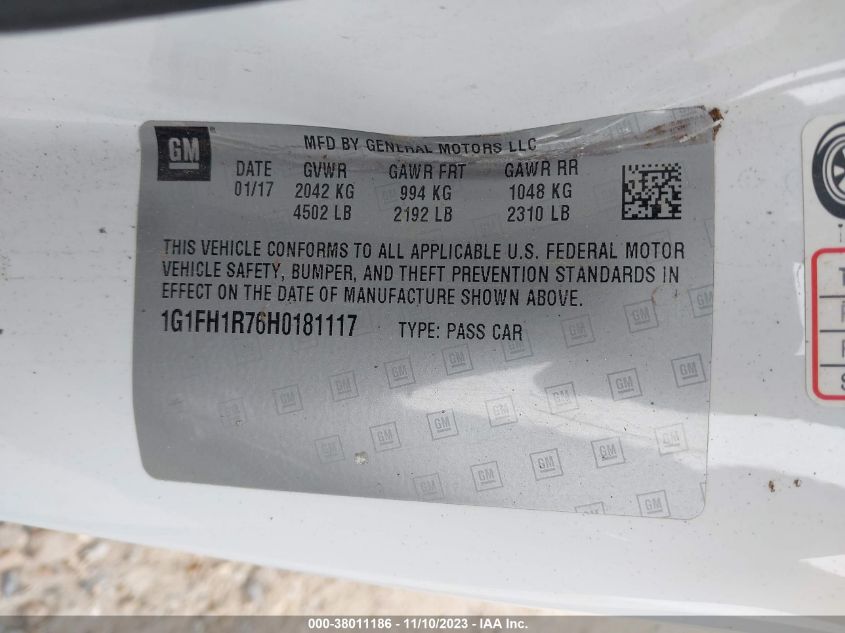 GM
MFD BY GENERAL MOTORS LLC
DATE GVWR GAWR FRT GAWR RR
01/17 2042 KG 994 KG 1048 KG
4502 LB 2192 LB 2310 LB
THIS VEHICLE CONFORMS TO ALL APPLICABLE U.S. FEDERAL MOTOR
VEHICLE SAFETY, BUMPER, AND THEFT PREVENTION STANDARDS IN
EFFECT ON THE DATE OF MANUFACTURE SHOWN ABOVE.
1G1FH1R76H0181117 TYPE: PASS CAR
000-38011186 - 11/10/2023 - IAA Inc.